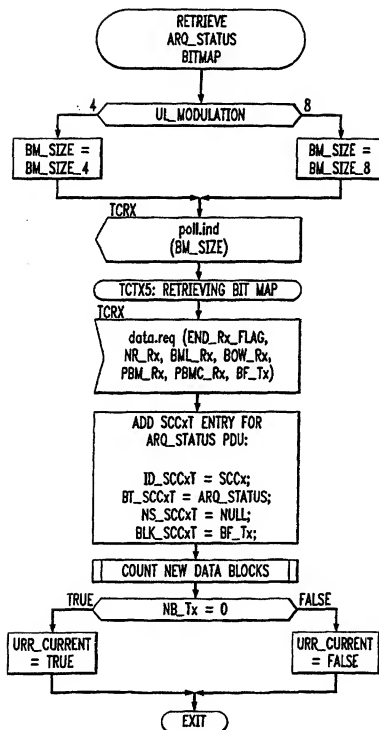 RETRIEVE
ARQ_STATUS
BITMAP
4
UL_MODULATION
8
BM_SIZE =
BM_SIZE_4
BM_SIZE =
BM_SIZE_8
TCRX
poll.ind
(BM_SIZE)
TCTX5: RETRIEVING BIT MAP
TCRX
data.req (END_Rx_FLAG,
NR_Rx, BML_Rx, BOW_Rx,
PBM_Rx, PBMC_Rx, BF_Tx)
ADD SCCxT ENTRY FOR
ARQ_STATUS PDU:
ID_SCCxT = SCCx;
BT_SCCxT = ARQ_STATUS;
NS_SCCxT = NULL;
BLK_SCCxT = BF_Tx;
COUNT NEW DATA BLOCKS
TRUE
NB_Tx = 0
FALSE
URR_CURRENT
= TRUE
URR_CURRENT
= FALSE
EXIT